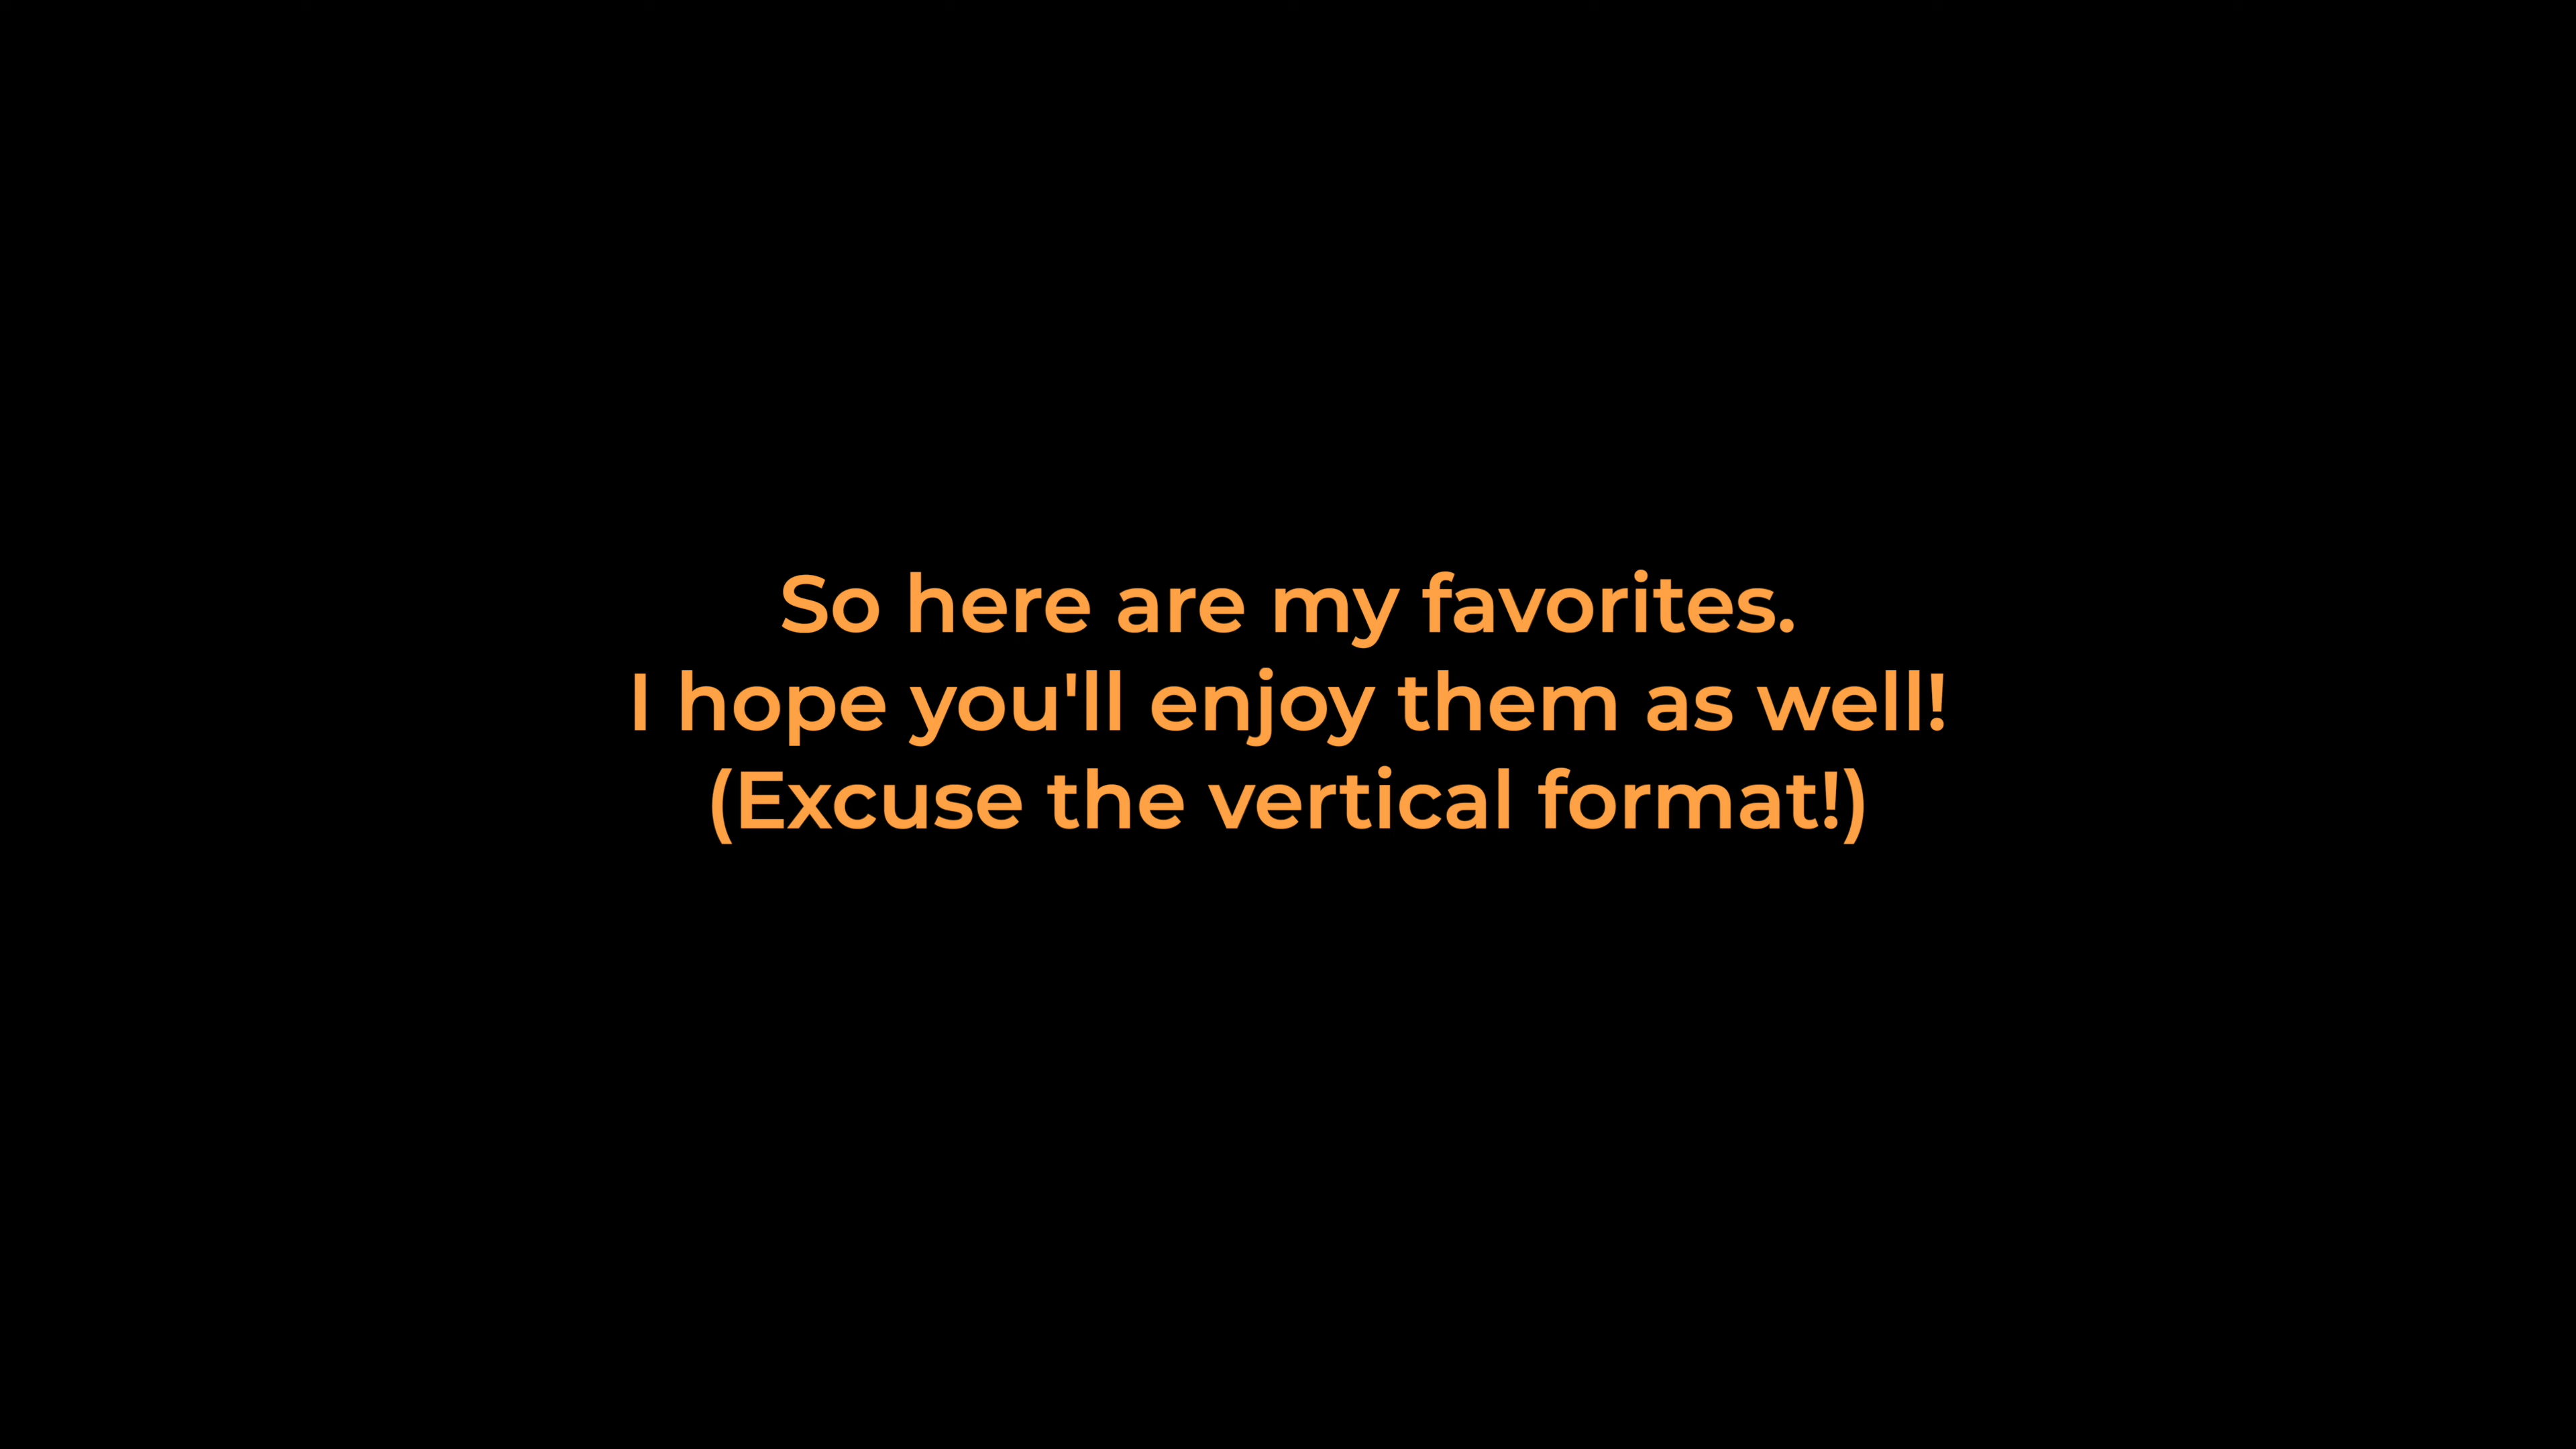 So here are my favorites.
I hope you'll enjoy them as well!
(Excuse the vertical format!)